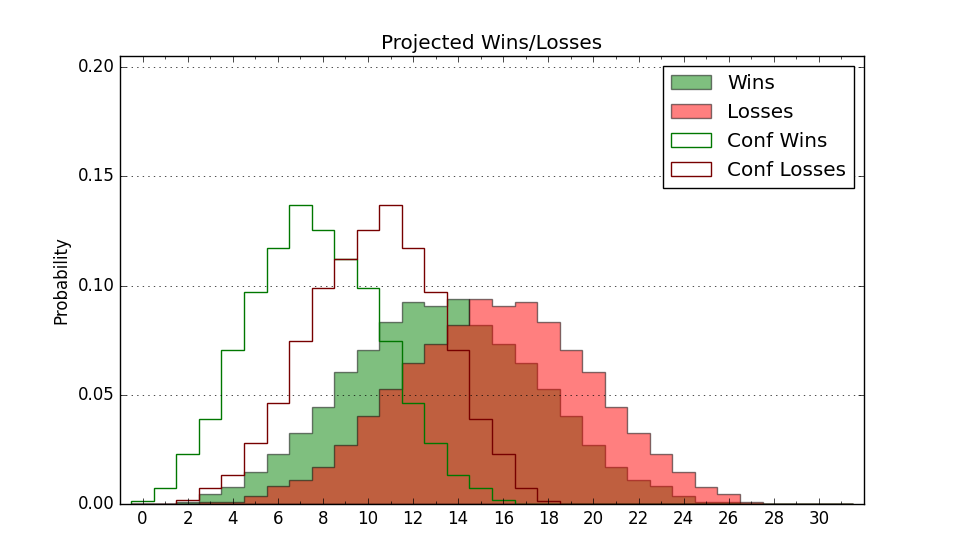 Projected Wins/Losses
Wins
Losses
Conf Wins
Conf Losses
Probability
0.20
0.15
0.10
0.05
0.00
0 2 4 6 8 10 12 14 16 18 20 22 24 26 28 30